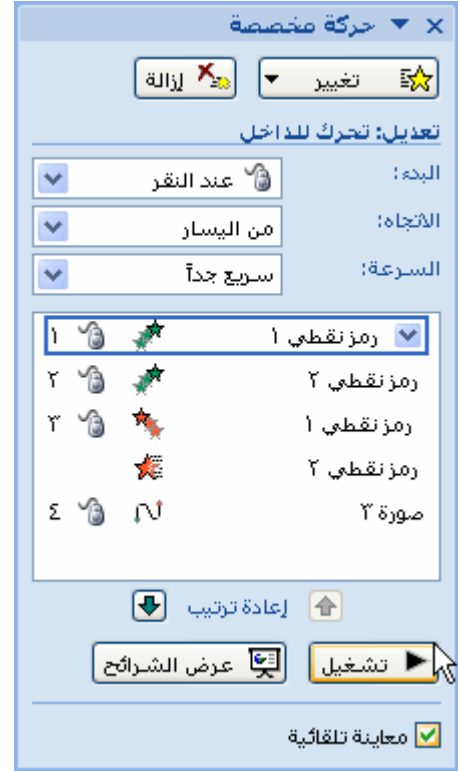 حركة مخصصة
تغيير إزالة
تعديل: تحرك للداخل
البدء: عند النقر
الاتجاه: من اليسار
السرعة: سريع جداً
رمز نقطي ١ ١
رمز نقطي ٢ ٢
رمز نقطي ١ ٣
رمز نقطي ٢
صورة ٣ ٤
إعادة ترتيب
تشغيل عرض الشرائح
معاينة تلقائية